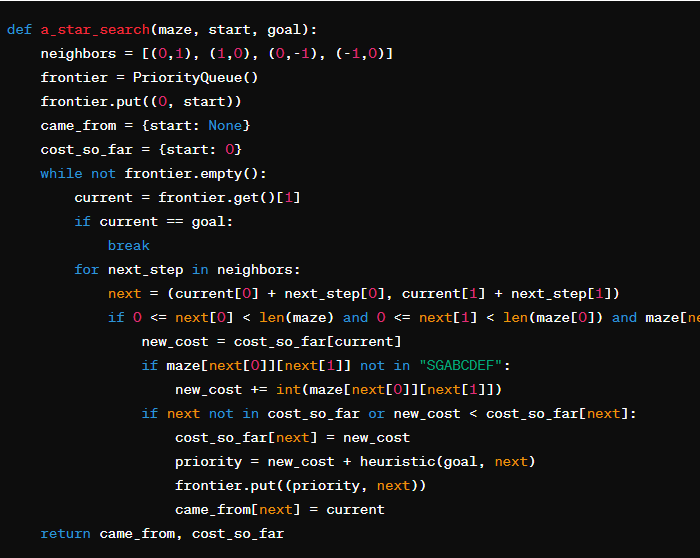 def a_star_search(maze, start, goal):
    neighbors = [(0,1), (1,0), (0,-1), (-1,0)]
    frontier = PriorityQueue()
    frontier.put((0, start))
    came_from = {start: None}
    cost_so_far = {start: 0}
    while not frontier.empty():
        current = frontier.get()[1]
        if current == goal:
            break
        for next_step in neighbors:
            next = (current[0] + next_step[0], current[1] + next_step[1])
            if 0 <= next[0] < len(maze) and 0 <= next[1] < len(maze[0]) and maze[ne
                new_cost = cost_so_far[current]
                if maze[next[0]][next[1]] not in "SGABCDEF":
                    new_cost += int(maze[next[0]][next[1]])
                if next not in cost_so_far or new_cost < cost_so_far[next]:
                    cost_so_far[next] = new_cost
                    priority = new_cost + heuristic(goal, next)
                    frontier.put((priority, next))
                    came_from[next] = current
    return came_from, cost_so_far